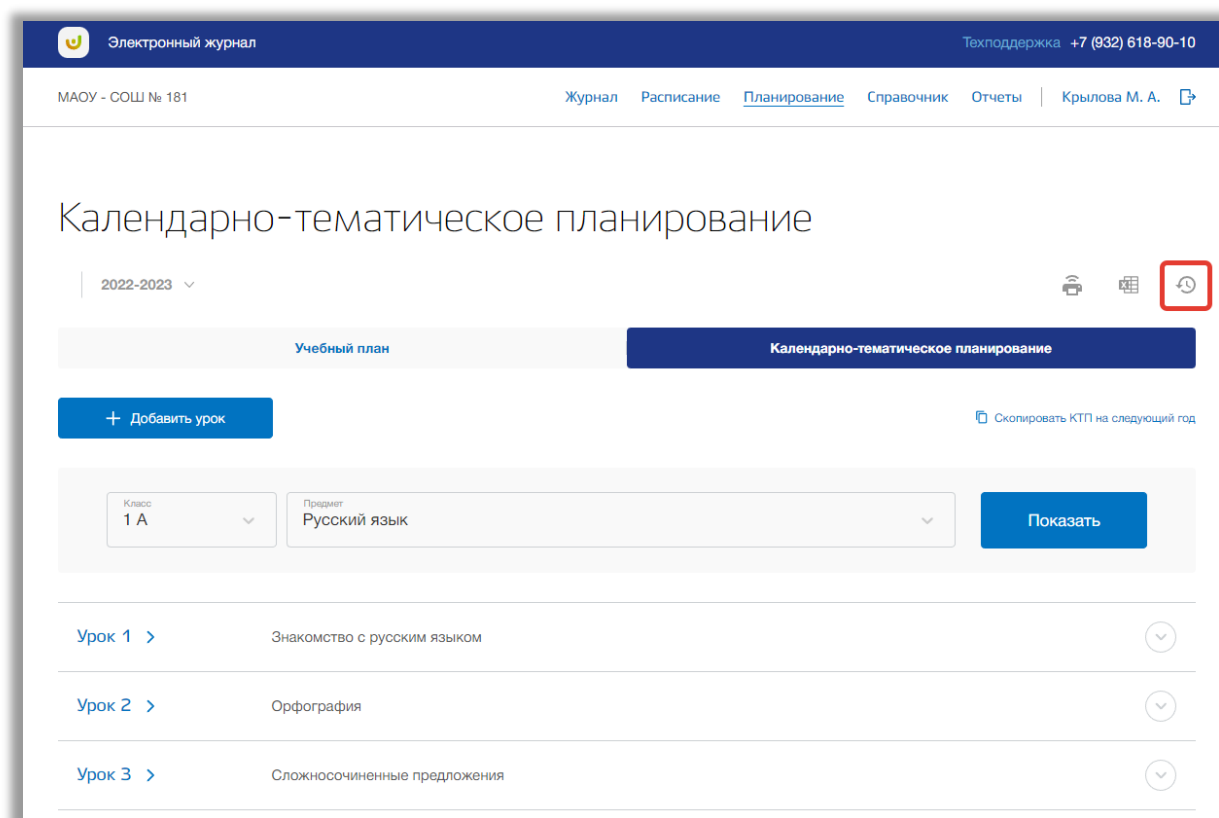 Электронный журнал Техподдержка +7 (932) 618-90-10
МАОУ - СОШ № 181 Журнал Расписание Планирование Справочник Отчеты Крылова М. А.
Календарно-тематическое планирование
2022-2023
Учебный план Календарно-тематическое планирование
+ Добавить урок Скопировать КТП на следующий год
Класс Предмет
1 А Русский язык Показать
Урок 1 Знакомство с русским языком
Урок 2 Орфография
Урок 3 Сложносочиненные предложения